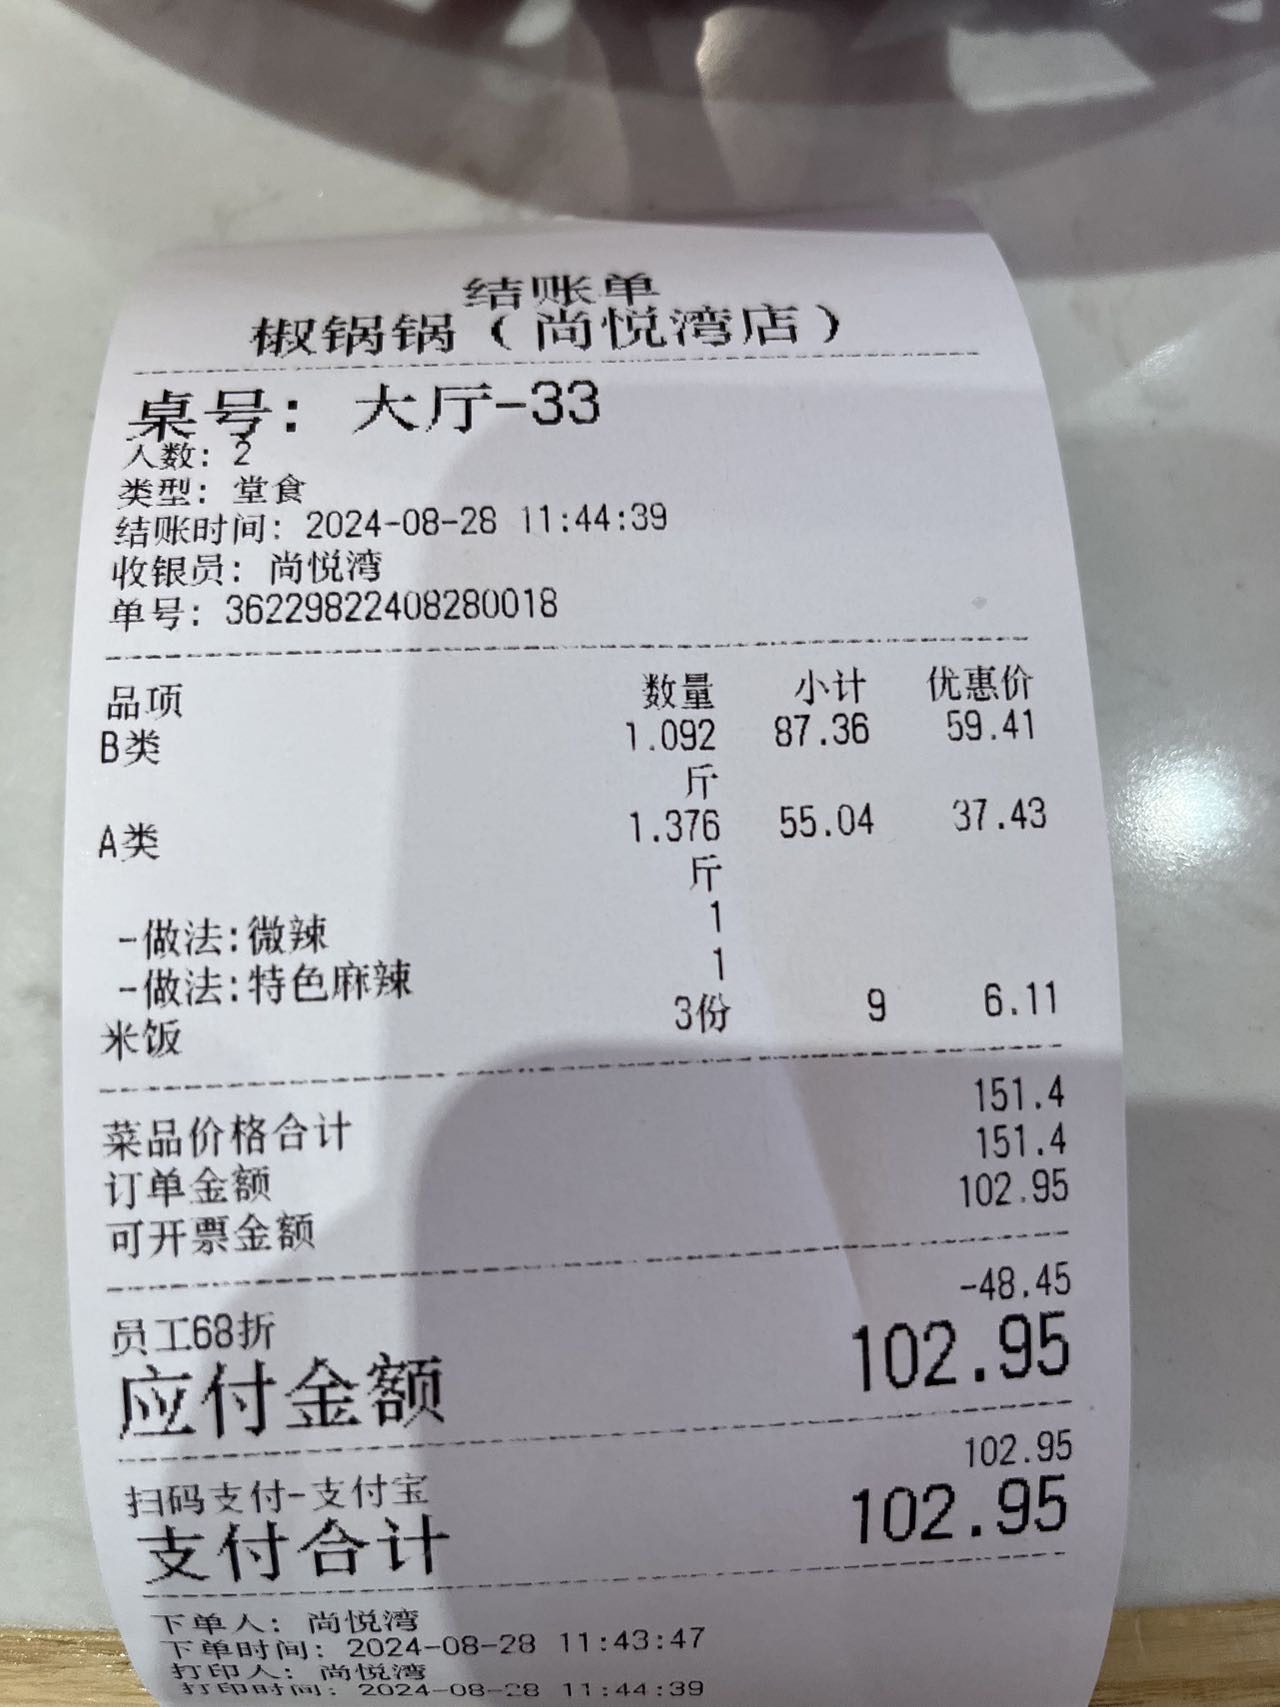 结账单
椒锅锅（尚悦湾店）
桌号：大厅-33
人数：2
类型：堂食
结账时间：2024-08-28 11:44:39
收银员：尚悦湾
单号：36229822408280018
品项 数量 小计 优惠价
B类 1.092 87.36 59.41
斤
A类 1.376 55.04 37.43
斤
-做法:微辣 1
-做法:特色麻辣 1
米饭 3份 9 6.11
菜品价格合计 151.4
订单金额 151.4
可开票金额 102.95
员工68折 -48.45
应付金额 102.95
扫码支付-支付宝 102.95
支付合计 102.95
下单人：尚悦湾
下单时间：2024-08-28 11:43:47
打印人：尚悦湾
打印时间：2024-08-28 11:44:39